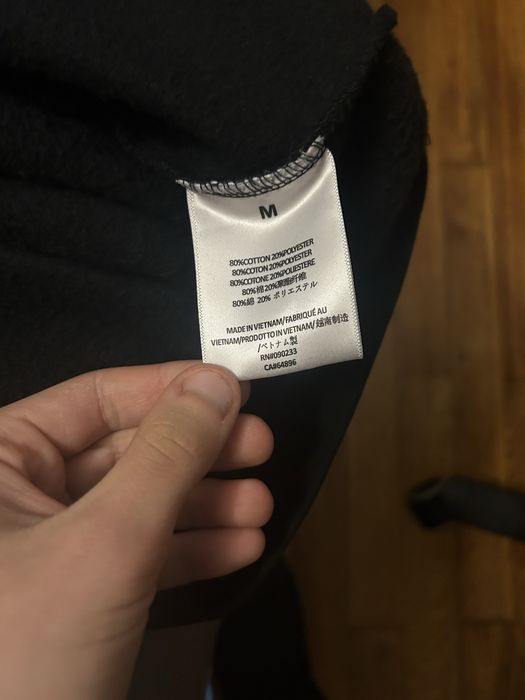 M
80%COTTON 20%POLYESTER
80%COTON 20%POLYESTER
80%COTONE 20%POLIESTERE
80%棉20%聚酯纤维
80%綿 20% ポリエステル
MADE IN VIETNAM/FABRIQUÉ AU
VIETNAM/PRODOTTO IN VIETNAM/越南制造
/ベトナム製
RN#090233
CA#64896